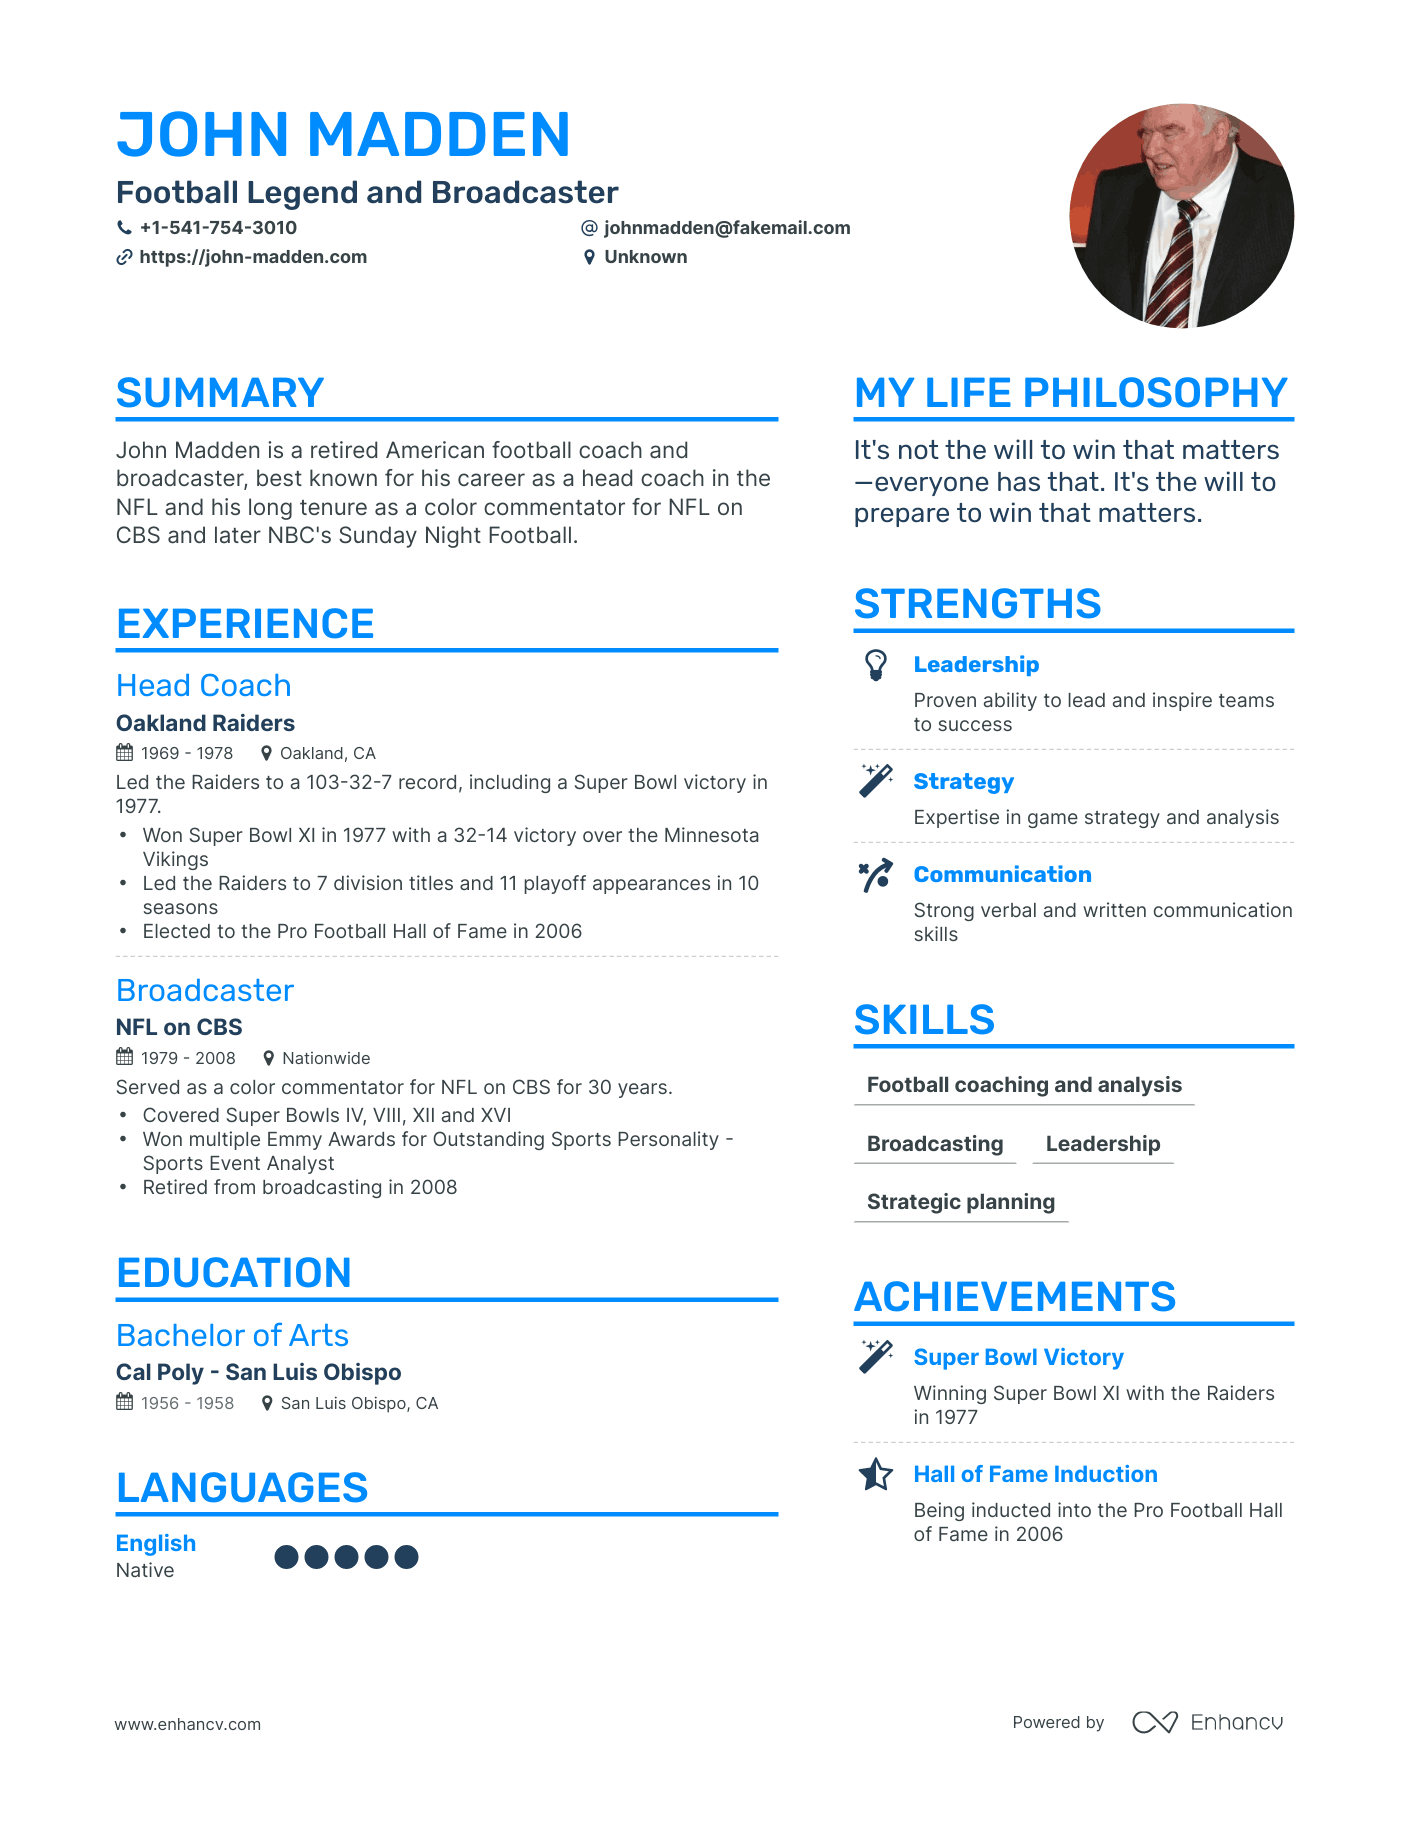 JOHN MADDEN
Football Legend and Broadcaster
+1-541-754-3010
johnmadden@fakemail.com
https://john-madden.com
Unknown
SUMMARY
John Madden is a retired American football coach and
broadcaster, best known for his career as a head coach in the
NFL and his long tenure as a color commentator for NFL on
CBS and later NBC's Sunday Night Football.
EXPERIENCE
Head Coach
Oakland Raiders
1969 - 1978
Oakland, CA
Led the Raiders to a 103-32-7 record, including a Super Bowl victory in
1977.
• Won Super Bowl XI in 1977 with a 32-14 victory over the Minnesota
Vikings
• Led the Raiders to 7 division titles and 11 playoff appearances in 10
seasons
• Elected to the Pro Football Hall of Fame in 2006
Broadcaster
NFL on CBS
1979 - 2008
Nationwide
Served as a color commentator for NFL on CBS for 30 years.
• Covered Super Bowls IV, VIII, XII and XVI
• Won multiple Emmy Awards for Outstanding Sports Personality -
Sports Event Analyst
• Retired from broadcasting in 2008
EDUCATION
Bachelor of Arts
Cal Poly - San Luis Obispo
1956 - 1958
San Luis Obispo, CA
LANGUAGES
English
Native
MY LIFE PHILOSOPHY
It's not the will to win that matters
—everyone has that. It's the will to
prepare to win that matters.
STRENGTHS
Leadership
Proven ability to lead and inspire teams
to success
Strategy
Expertise in game strategy and analysis
Communication
Strong verbal and written communication
skills
SKILLS
Football coaching and analysis
Broadcasting
Leadership
Strategic planning
ACHIEVEMENTS
Super Bowl Victory
Winning Super Bowl XI with the Raiders
in 1977
Hall of Fame Induction
Being inducted into the Pro Football Hall
of Fame in 2006
www.enhancv.com
Powered by
Enhancv